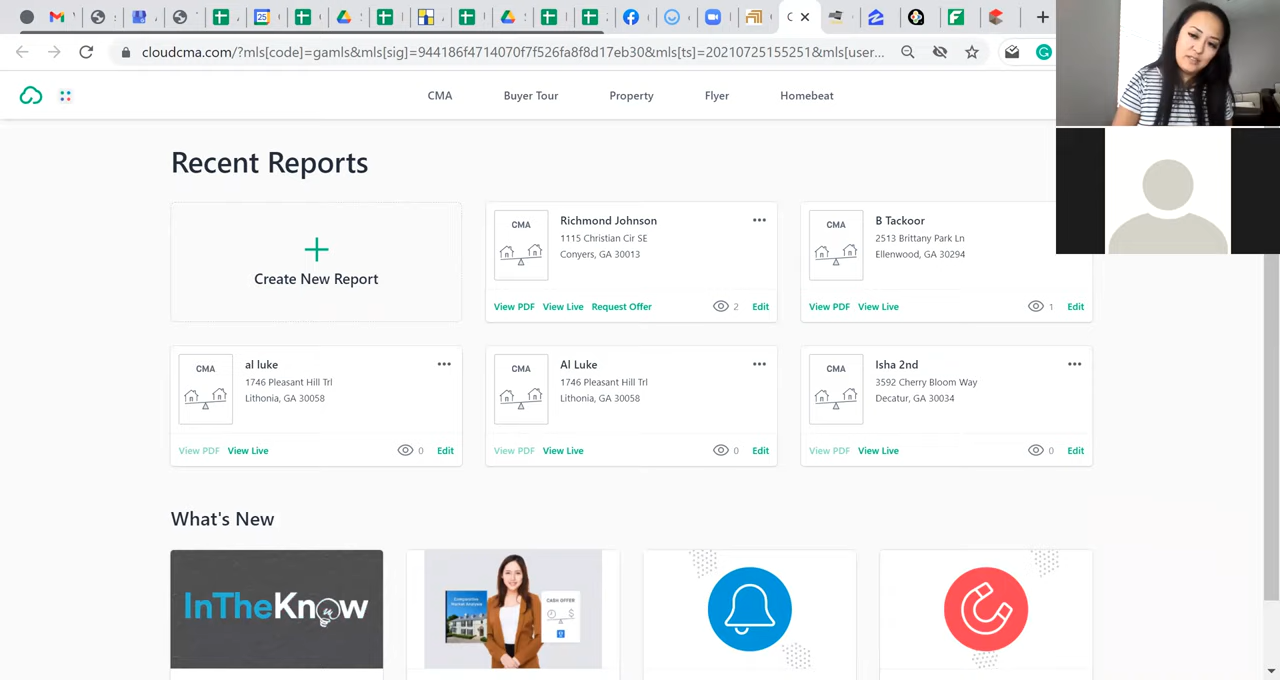 cloudcma.com/?mls[code]=gamls&mls[sig]=944186f4714070f7f526fa8f8d17eb30&mls[ts]=20210725155251&mls[user...
CMA Buyer Tour Property Flyer Homebeat
Recent Reports
Create New Report
CMA
Richmond Johnson
1115 Christian Cir SE
Conyers, GA 30013
View PDF View Live Request Offer 2 Edit
CMA
B Tackoor
2513 Brittany Park Ln
Ellenwood, GA 30294
View PDF View Live 1 Edit
CMA
al luke
1746 Pleasant Hill Trl
Lithonia, GA 30058
View PDF View Live 0 Edit
CMA
Al Luke
1746 Pleasant Hill Trl
Lithonia, GA 30058
View PDF View Live 0 Edit
CMA
Isha 2nd
3592 Cherry Bloom Way
Decatur, GA 30034
View PDF View Live 0 Edit
What's New
InTheKnow
CASH OFFER